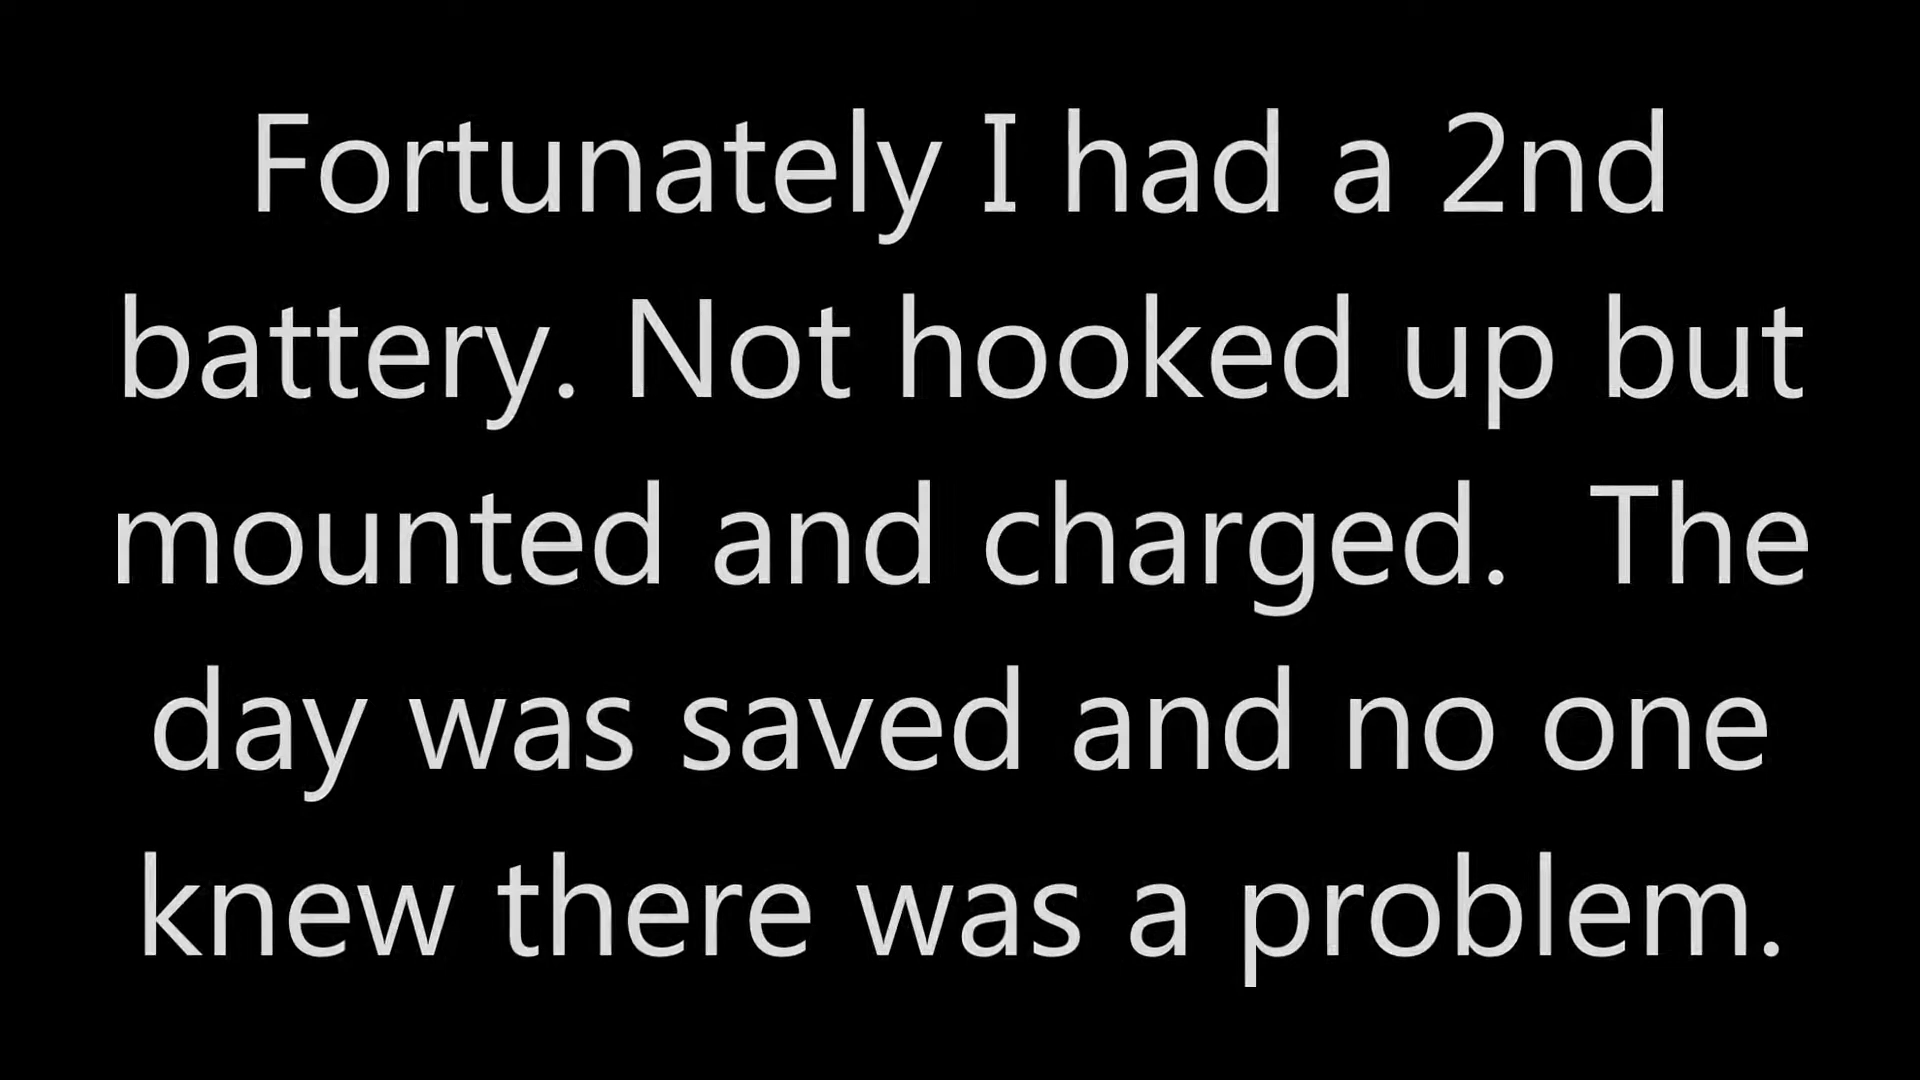 Fortunately I had a 2nd
battery. Not hooked up but
mounted and charged.  The
day was saved and no one
knew there was a problem.